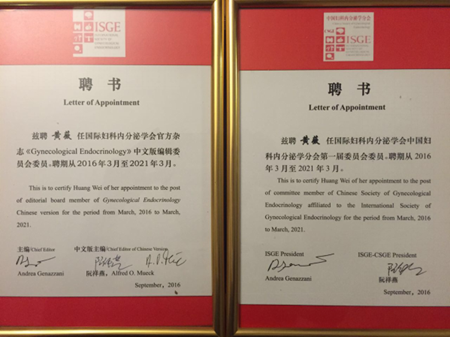 ISGE
聘书
Letter of Appointment
兹聘 黄薇 任国际妇科内分泌学会官方杂
志《Gynecological Endocrinology》中文版编辑委
员会委员。聘期从2016年3月至2021年3月。
This is to certify Huang Wei of her appointment to the post
of editorial board member of Gynecological Endocrinology
Chinese version for the period from March, 2016 to March,
2021.
主编/Chief Editor 中文版主编/Chief Editor of Chinese Version
Andrea Genazzani 阮祥燕, Alfred O. Mueck
September, 2016
中国妇科内分泌学分会
ISGE
聘书
Letter of Appointment
兹聘 黄薇 任国际妇科内分泌学会中国妇
科内分泌学分会第一届委员会委员。聘期从2016
年3月至2021年3月。
This is to certify Huang Wei of her appointment to the post
of committee member of Chinese Society of Gynecological
Endocrinology affiliated to the International Society of
Gynecological Endocrinology for the period from March, 2016
to March, 2021.
ISGE President ISGE-CSGE President
Andrea Genazzani 阮祥燕
September, 2016